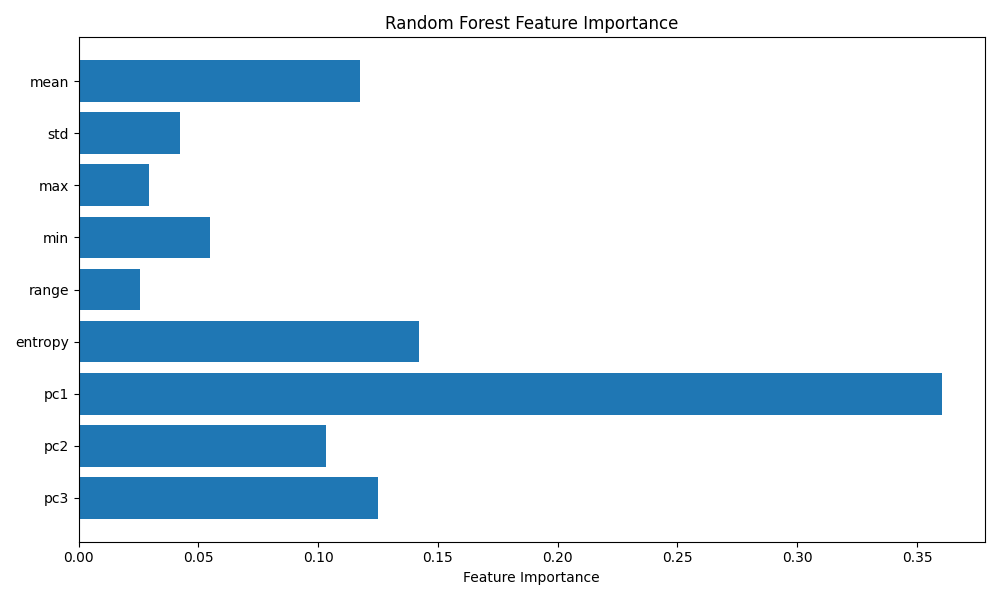 Random Forest Feature Importance
mean
std
max
min
range
entropy
pc1
pc2
pc3
0.00 0.05 0.10 0.15 0.20 0.25 0.30 0.35
Feature Importance